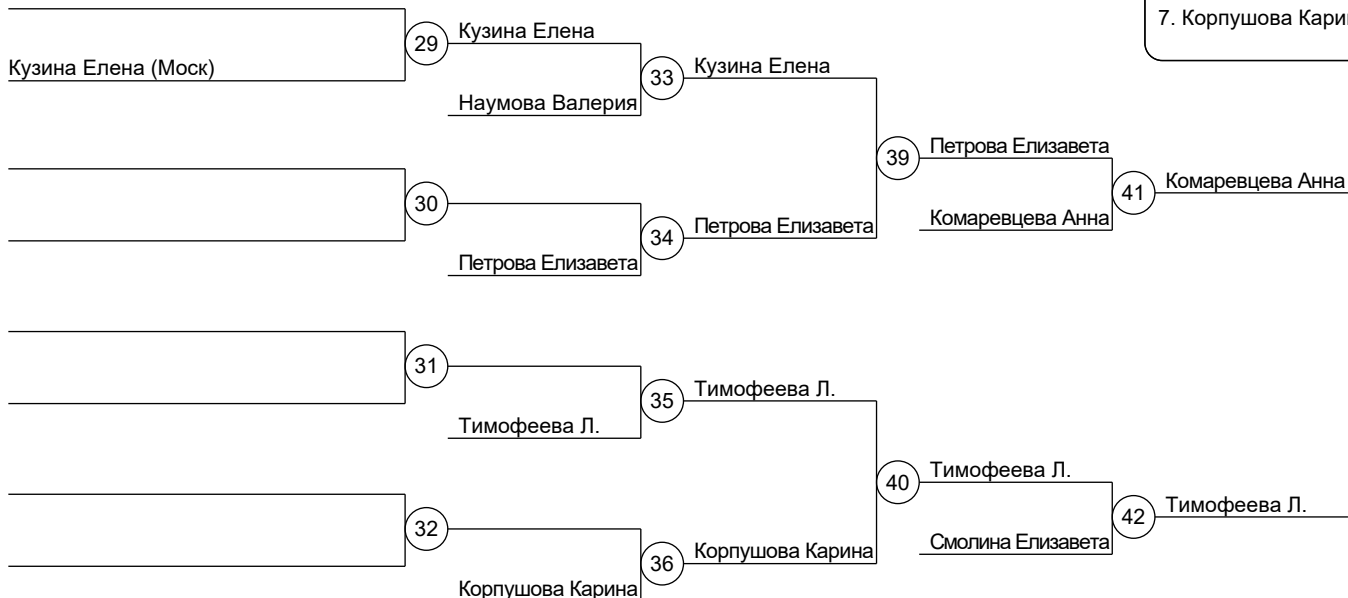 7. Корпушова
Кузина Елена (Моск)
29
Кузина Елена
Наумова Валерия
33
Кузина Елена
30
Петрова Елизавета
34
Петрова Елизавета
39
Петрова Елизавета
Комаревцева Анна
41
Комаревцева Анна
31
Тимофеева Л.
35
Тимофеева Л.
32
Корпушова Карина
36
Корпушова Карина
40
Тимофеева Л.
Смолина Елизавета
42
Тимофеева Л.